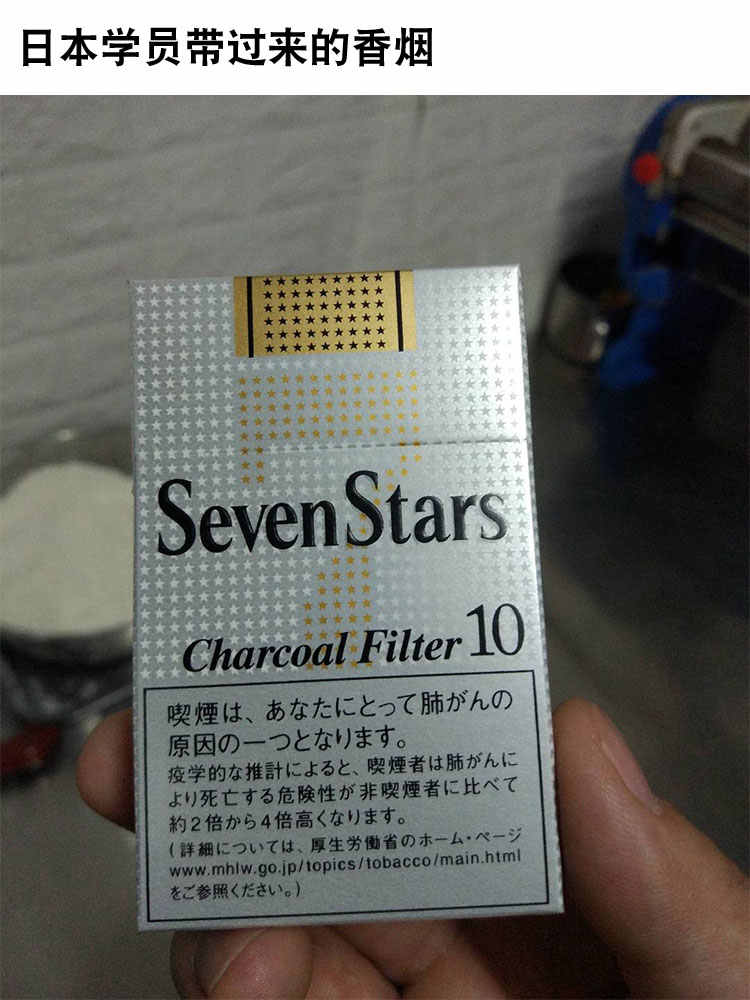 日本学员带过来的香烟
Seven Stars
Charcoal Filter 10
喫煙は、あなたにとって肺がんの
原因の一つとなります。
疫学的な推計によると、喫煙者は肺がんに
より死亡する危険性が非喫煙者に比べて
約2倍から4倍高くなります。
(詳細については、厚生労働省のホーム・ページ
www.mhlw.go.jp/topics/tobacco/main.html
をご参照ください。)